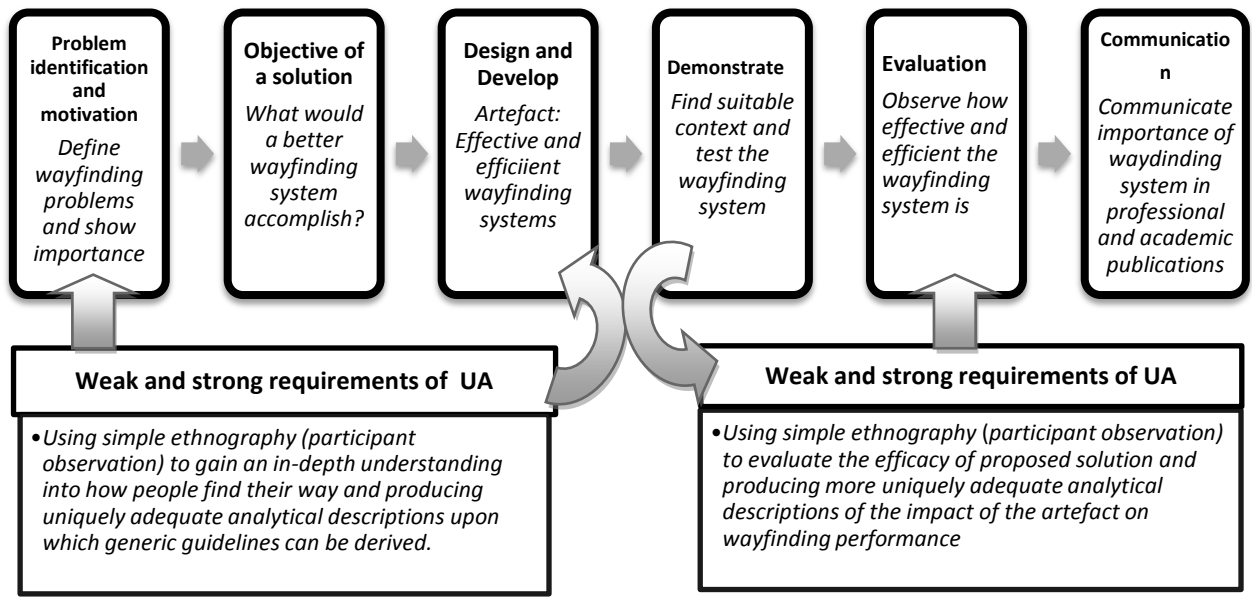 Problem
identification
and
motivation
Define
wayfinding
problems
and show
importance
Objective of
a solution
What would
a better
wayfinding
system
accomplish?
Design and
Develop
Artefact:
Effective and
efficiient
wayfinding
systems
Demonstrate
Find suitable
context and
test the
wayfinding
system
Evaluation
Observe how
effective and
efficient the
wayfinding
system is
Communicatio
n
Communicate
importance of
waydinding
system in
professional
and academic
publications
Weak and strong requirements of UA
•Using simple ethnography (participant
observation) to gain an in-depth understanding
into how people find their way and producing
uniquely adequate analytical descriptions upon
which generic guidelines can be derived.
Weak and strong requirements of UA
•Using simple ethnography (participant observation)
to evaluate the efficacy of proposed solution and
producing more uniquely adequate analytical
descriptions of the impact of the artefact on
wayfinding performance